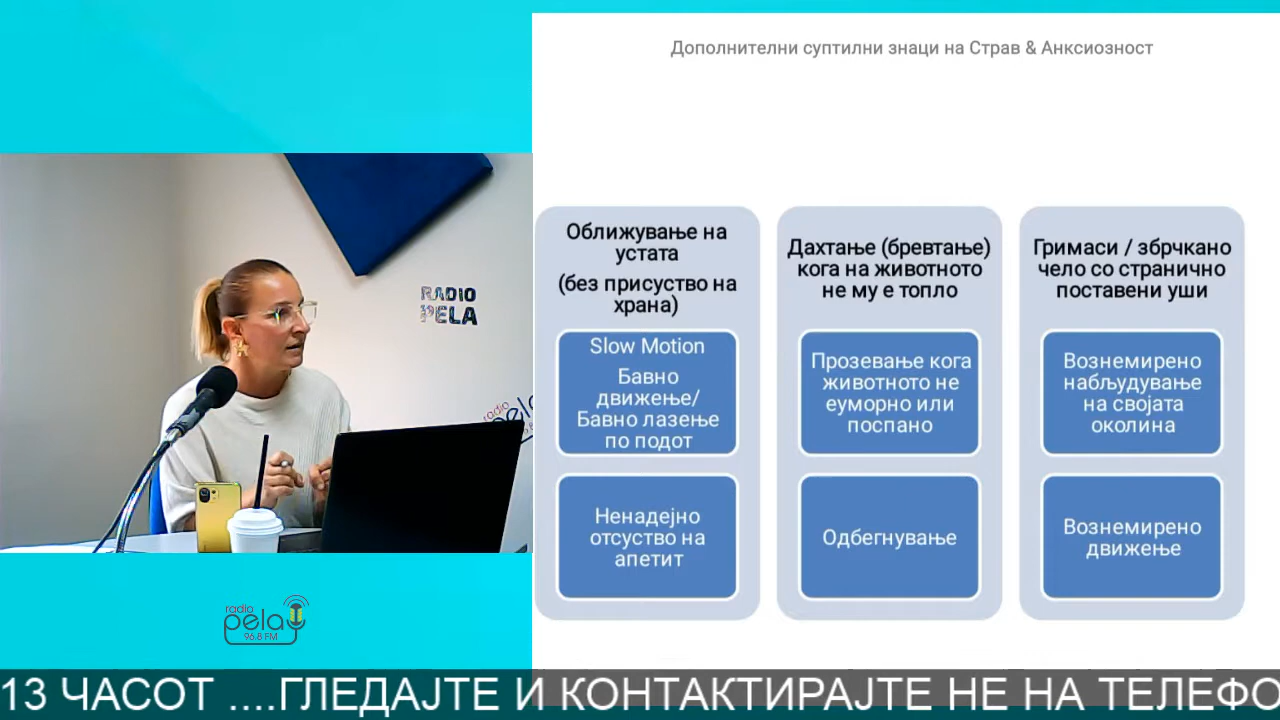 Дополнителни суптилни знаци на Страв & Анксиозност
Оближување на
устата
(без присуство на
храна)
Slow Motion
Бавно
движење/
Бавно лазење
по подот
Ненадејно
отсуство на
апетит
Дахтање (бревтање)
кога на животното
не му е топло
Прозевање кога
животното не
еуморно или
поспано
Одбегнување
Гримаси / збрчкано
чело со странично
поставени уши
Вознемирено
набљудување
на својата
околина
Вознемирено
движење
RADIO
PELA
radio
pela
radio
pela
96.8 FM
13 ЧАСОТ ....ГЛЕДАЈТЕ И КОНТАКТИРАЈТЕ НЕ НА ТЕЛЕФО